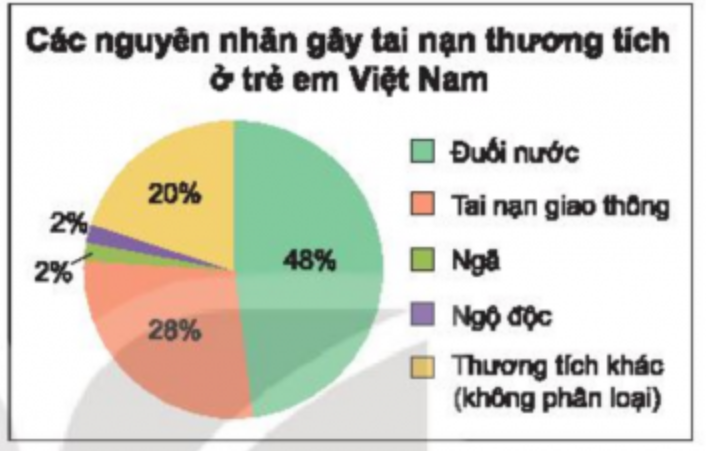 Các nguyên nhân gây tai nạn thương tích
ở trẻ em Việt Nam
20%
2%
2%
28%
48%
Đuối nước
Tai nạn giao thông
Ngã
Ngộ độc
Thương tích khác
(không phân loại)